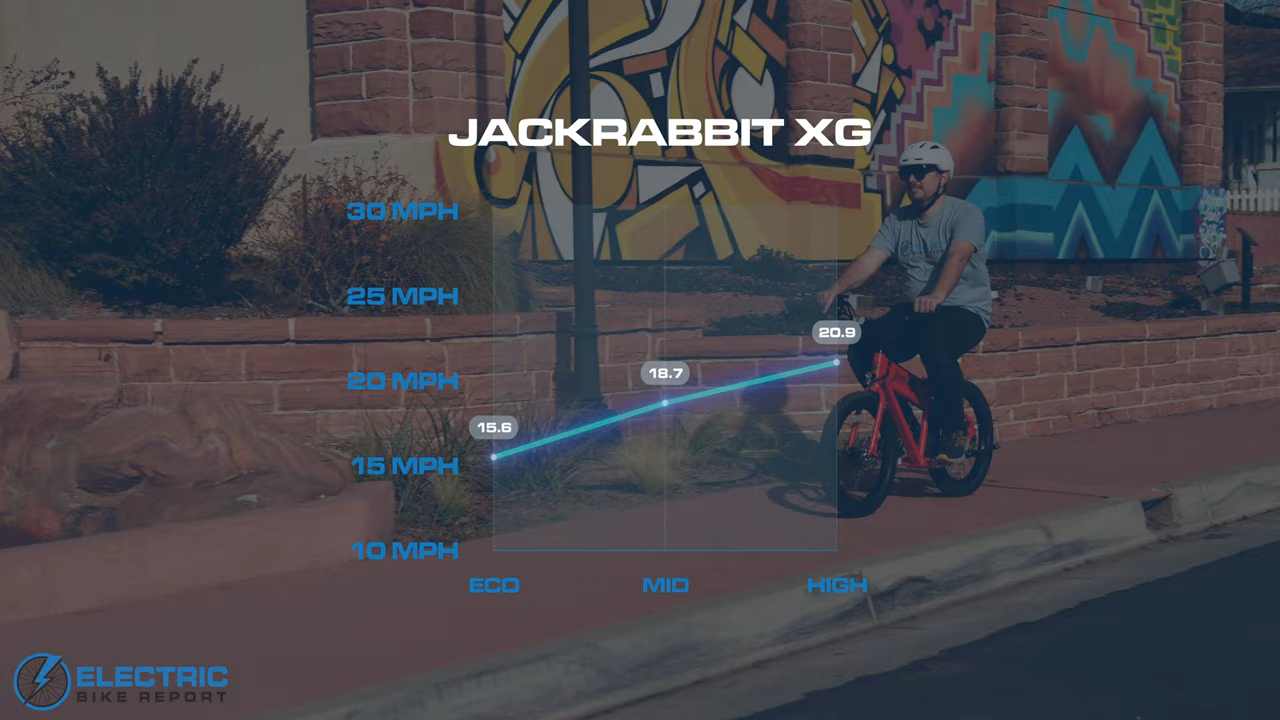 JACKRABBIT XG
30 MPH
25 MPH
20 MPH
15 MPH
10 MPH
15.6
18.7
20.9
ECO
MID
HIGH
ELECTRIC
BIKE REPORT